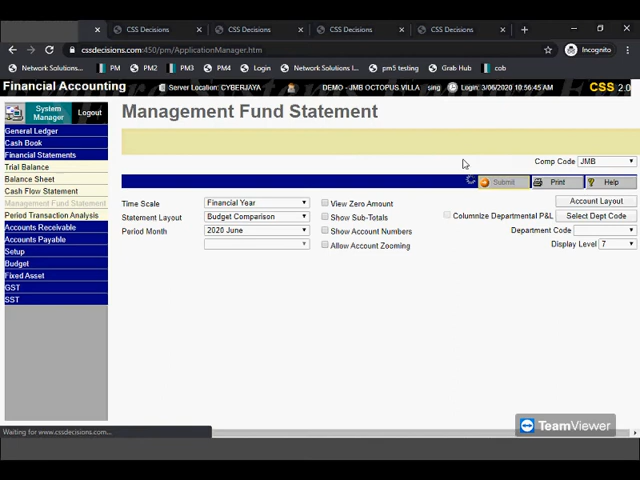 CSS Decisions
CSS Decisions
CSS Decisions
CSS Decisions
cssdecisions.com:450/pm/ApplicationManager.htm
Incognito
Network Solutions...
PM
PM2
PM3
PM4
Login
Network Solutions I...
pm5 testing
Grab Hub
cob
Financial Accounting
Server Location: CYBERJAYA
DEMO - JMB OCTOPUS VILLA
sing
Login: 3/06/2020 10:56:45 AM
CSS 2.0
System Manager
Logout
Management Fund Statement
General Ledger
Cash Book
Financial Statements
Comp Code
JMB
Trial Balance
Balance Sheet
Submit
Print
Help
Cash Flow Statement
Management Fund Statement
Time Scale
Financial Year
View Zero Amount
Account Layout
Period Transaction Analysis
Statement Layout
Budget Comparison
Show Sub-Totals
Columnize Departmental P&L
Select Dept Code
Accounts Receivable
Period Month
2020 June
Show Account Numbers
Department Code
Accounts Payable
Allow Account Zooming
Display Level
7
Setup
Budget
Fixed Asset
GST
SST
TeamViewer
Waiting for www.cssdecisions.com...